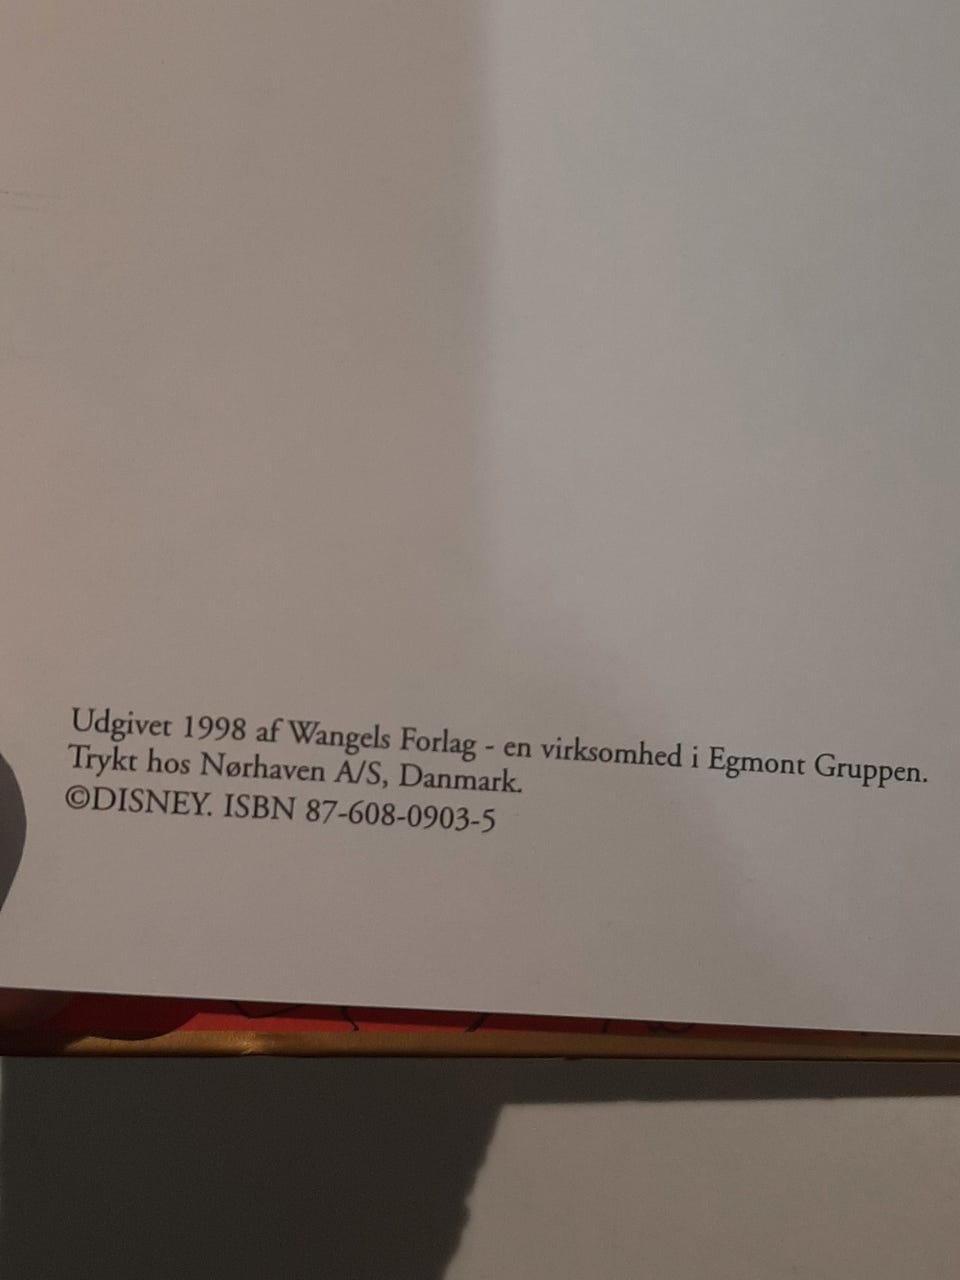 Udgivet 1998 af Wangels Forlag - en virksomhed i Egmont Gruppen.
Trykt hos Nørhaven A/S, Danmark.
©DISNEY. ISBN 87-608-0903-5